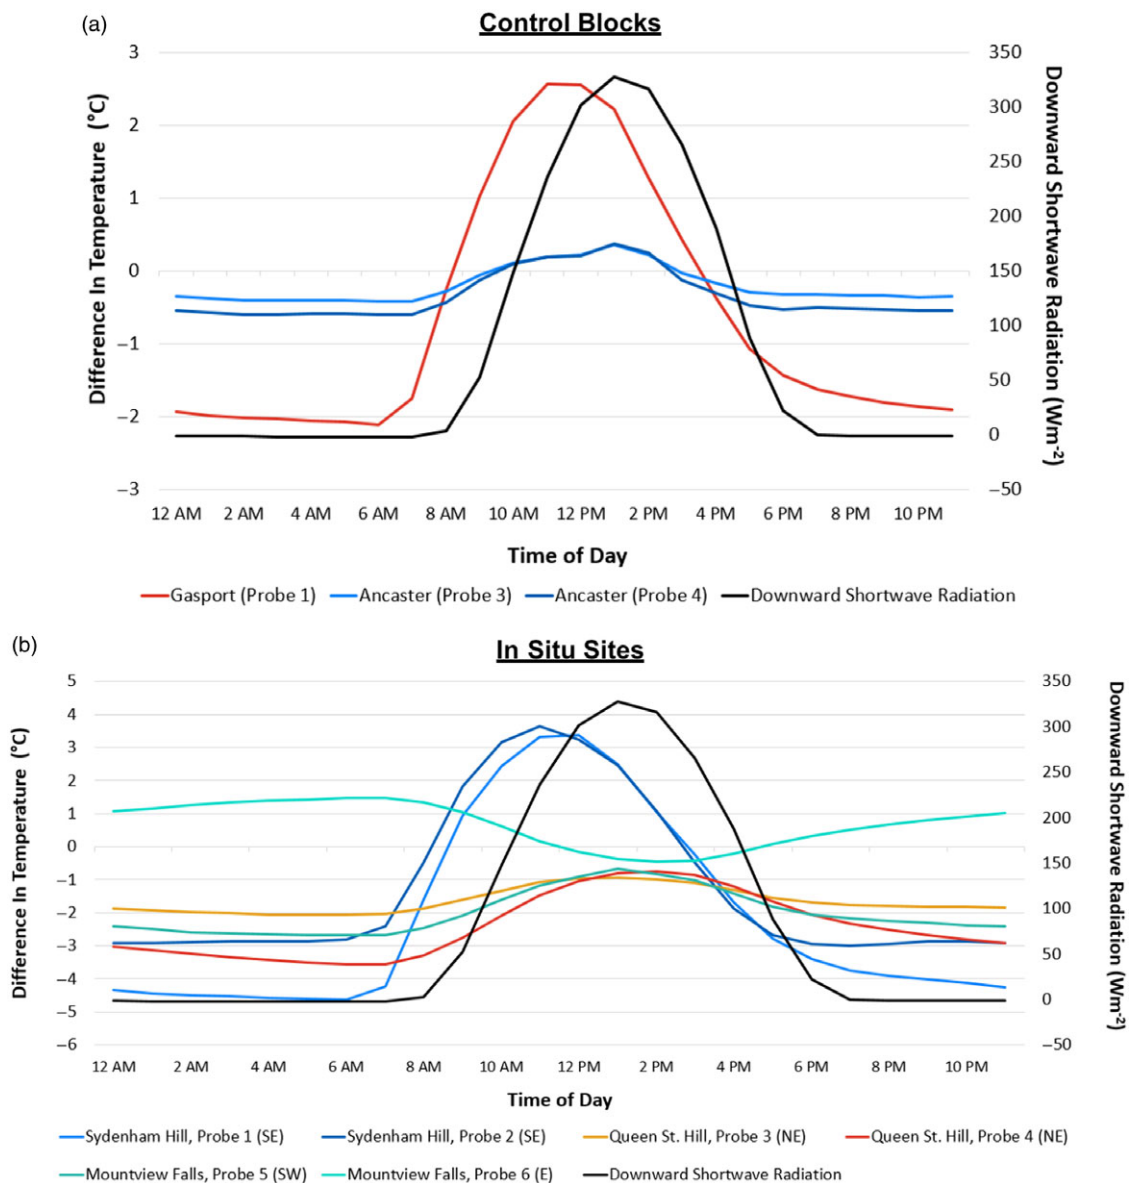 (a)
Control Blocks
3
2
1
0
−1
−2
−3
Difference In Temperature (°C)
350
300
250
200
150
100
50
0
−50
Downward Shortwave Radiation (Wm-2)
12 AM 2 AM 4 AM 6 AM 8 AM 10 AM 12 PM 2 PM 4 PM 6 PM 8 PM 10 PM
Time of Day
Gasport (Probe 1) Ancaster (Probe 3) Ancaster (Probe 4) Downward Shortwave Radiation
(b)
In Situ Sites
5
4
3
2
1
0
−1
−2
−3
−4
−5
−6
Difference In Temperature (°C)
350
300
250
200
150
100
50
0
−50
Downward Shortwave Radiation (Wm-2)
12 AM 2 AM 4 AM 6 AM 8 AM 10 AM 12 PM 2 PM 4 PM 6 PM 8 PM 10 PM
Time of Day
Sydenham Hill, Probe 1 (SE) Sydenham Hill, Probe 2 (SE) Queen St. Hill, Probe 3 (NE) Queen St. Hill, Probe 4 (NE)
Mountview Falls, Probe 5 (SW) Mountview Falls, Probe 6 (E) Downward Shortwave Radiation